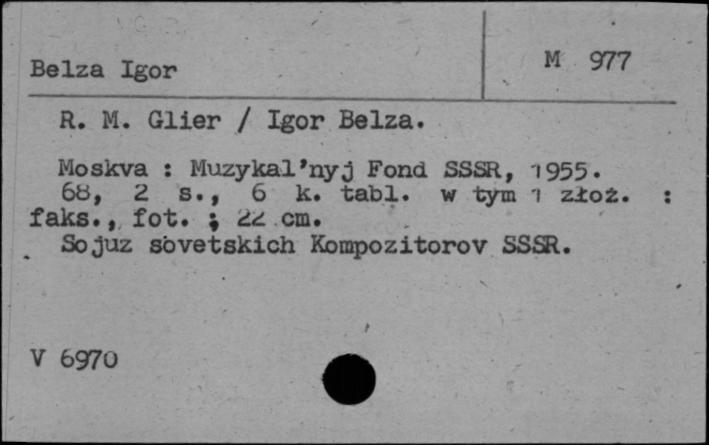 Belza Igor
M 977
R. M. Glier / Igor Belza.
Moskva : Muzykal'nyj Fond SSSR, 1955.
68, 2 s., 6 k. tabl. w tym 1 złoż. :
faks., fot. ; 22 cm.
Sojuz sovetskich Kompozitorov SSSR.
V 6970